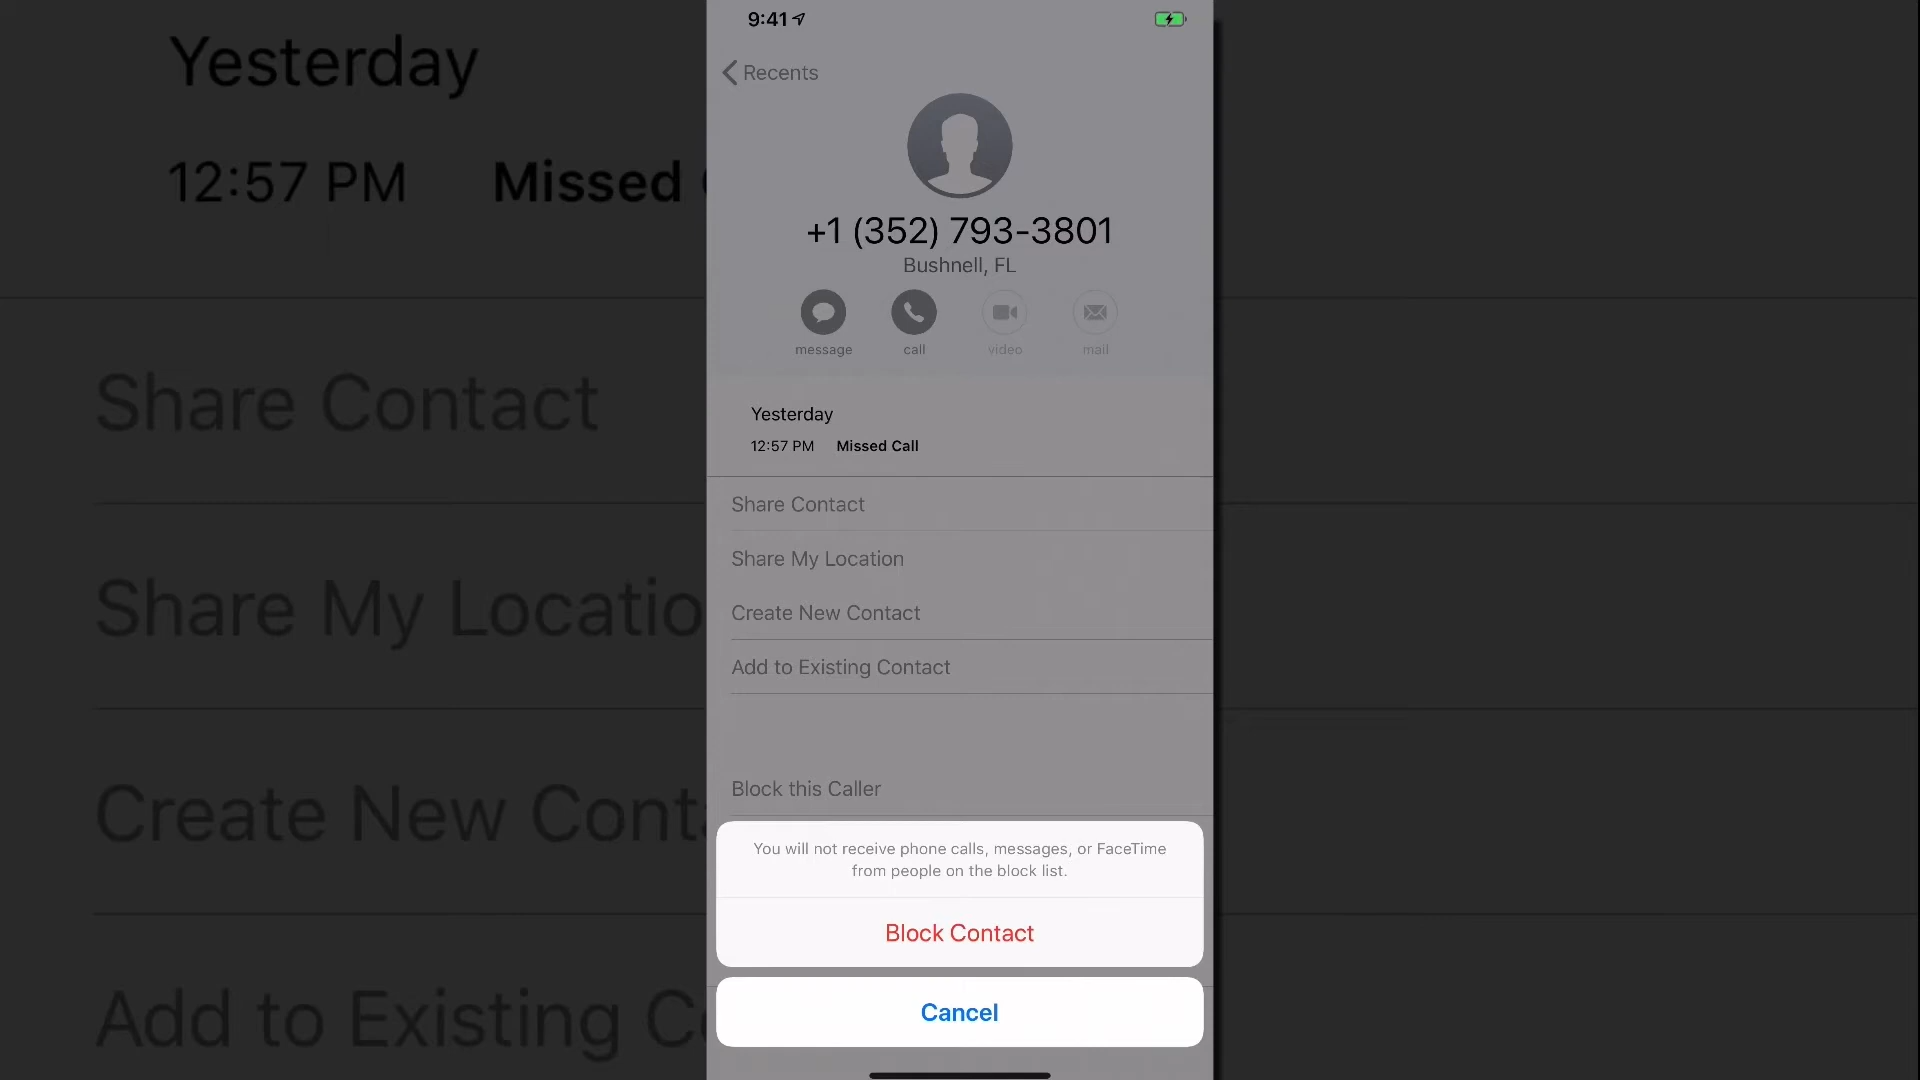 Yesterday
12:57 PM Missed
Share Contact
Share My Locatio
Create New Conta
Add to Existing C
9:41
Recents
+1 (352) 793-3801
Bushnell, FL
message call video mail
Yesterday
12:57 PM Missed Call
Share Contact
Share My Location
Create New Contact
Add to Existing Contact
Block this Caller
You will not receive phone calls, messages, or FaceTime
from people on the block list.
Block Contact
Cancel